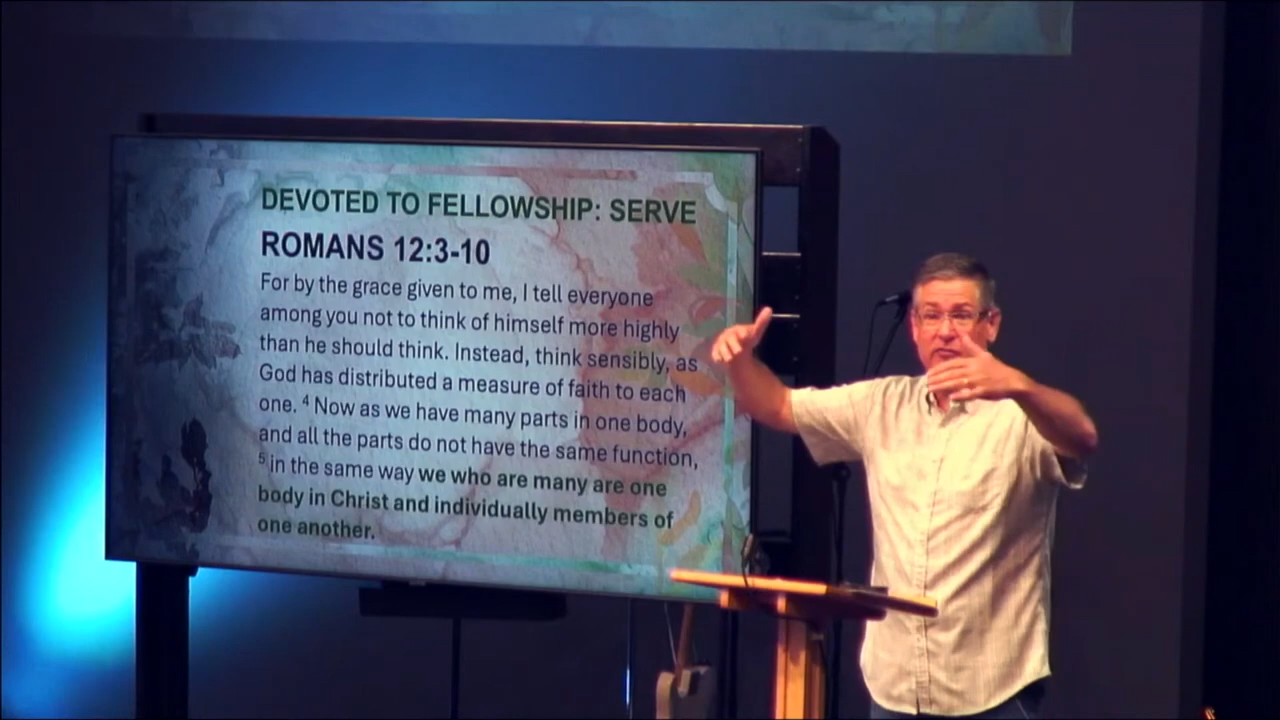 DEVOTED TO FELLOWSHIP: SERVE
ROMANS 12:3-10
For by the grace given to me, I tell everyone
among you not to think of himself more highly
than he should think. Instead, think sensibly, as
God has distributed a measure of faith to each
one. ⁴ Now as we have many parts in one body,
and all the parts do not have the same function,
⁵ in the same way we who are many are one
body in Christ and individually members of
one another.